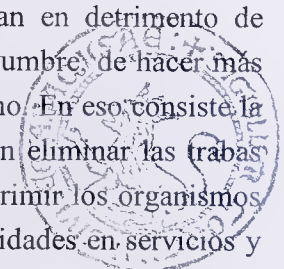 an en detrimento de
umbre, de hacer más
no. En eso consiste la
n eliminar las trabas
rimir los organismos
idades en servicios y